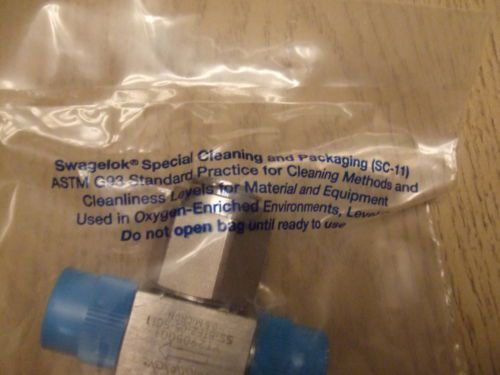 Swagelok® Special Cleaning and Packaging (SC-11)
ASTM G93 Standard Practice for Cleaning Methods and
Cleanliness Levels for Material and Equipment
Used in Oxygen-Enriched Environments, Level
Do not open bag until ready to use